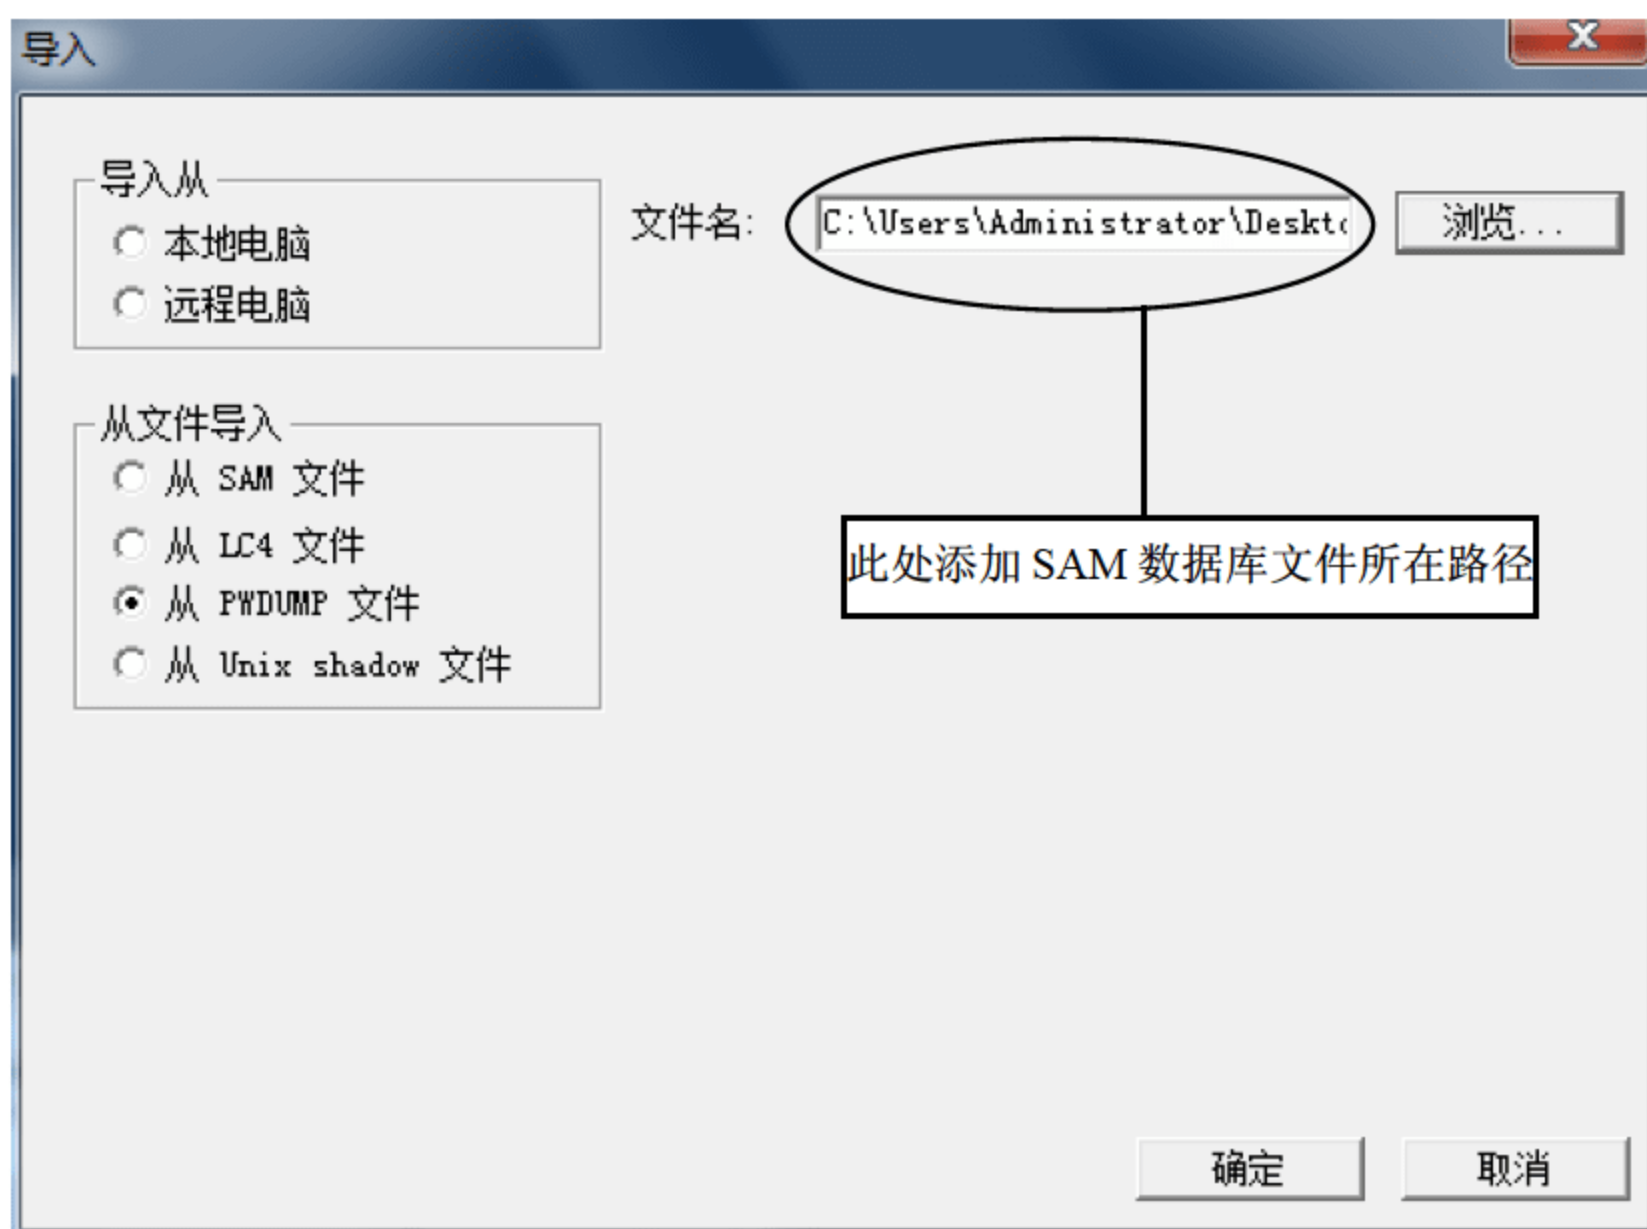 导入
导入从
本地电脑
远程电脑
文件名:
C:\Users\Administrator\Deskt
浏览...
从文件导入
从 SAM 文件
从 LC4 文件
从 PWDUMP 文件
从 Unix shadow 文件
此处添加 SAM 数据库文件所在路径
确定
取消